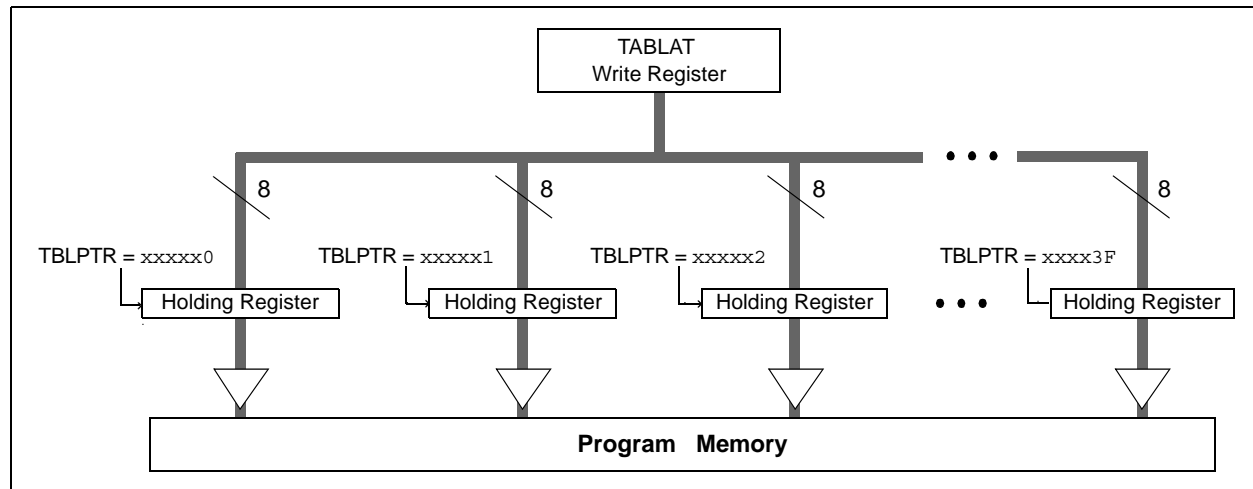 TABLAT
Write Register
• • •
8 8 8 8
TBLPTR = xxxxx0 TBLPTR = xxxxx1 TBLPTR = xxxxx2 TBLPTR = xxxx3F
Holding Register Holding Register Holding Register • • • Holding Register
Program Memory